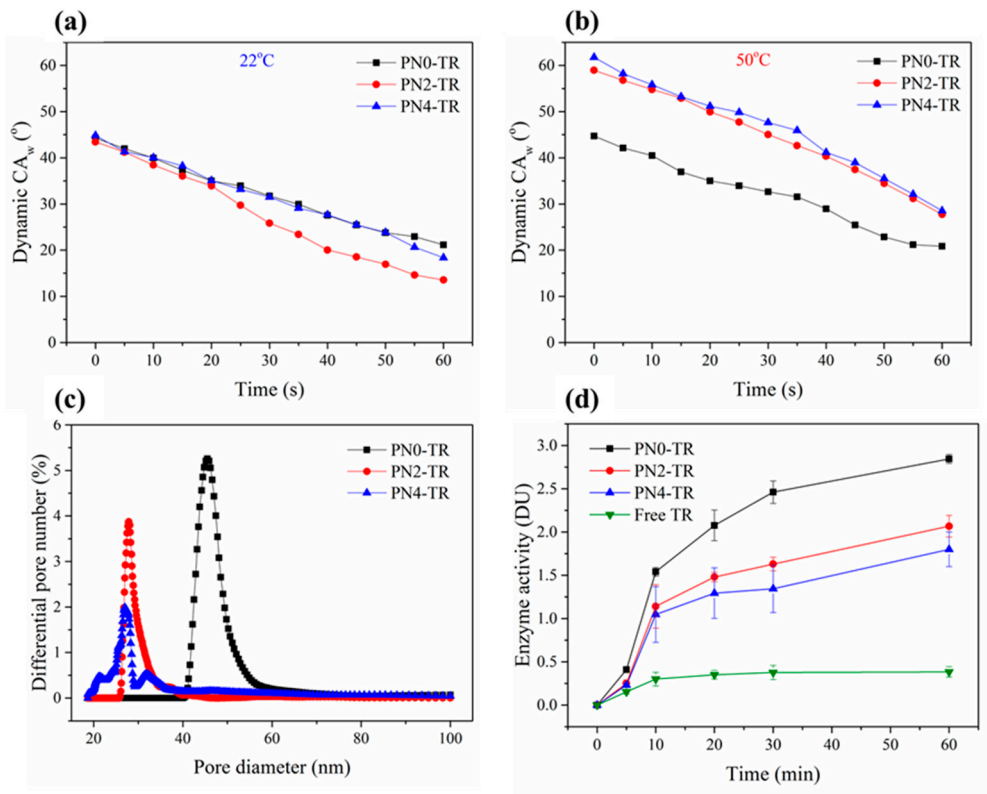 (a)
22°C
PN0-TR
PN2-TR
PN4-TR
Dynamic CAw (°)
60
50
40
30
20
10
0
0 10 20 30 40 50 60
Time (s)
(b)
50°C
PN0-TR
PN2-TR
PN4-TR
Dynamic CAw (°)
60
50
40
30
20
10
0
0 10 20 30 40 50 60
Time (s)
(c)
PN0-TR
PN2-TR
PN4-TR
Differential pore number (%)
6
5
4
3
2
1
0
20 40 60 80 100
Pore diameter (nm)
(d)
PN0-TR
PN2-TR
PN4-TR
Free TR
Enzyme activity (DU)
3.0
2.5
2.0
1.5
1.0
0.5
0.0
0 10 20 30 40 50 60
Time (min)